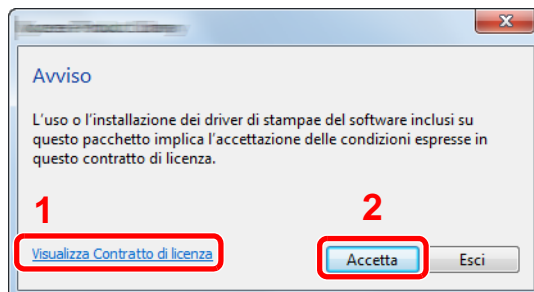 Avviso
L'uso o l'installazione dei driver di stampae del software inclusi su
questo pacchetto implica l'accettazione delle condizioni espresse in
questo contratto di licenza.
1
2
Visualizza Contratto di licenza
Accetta
Esci